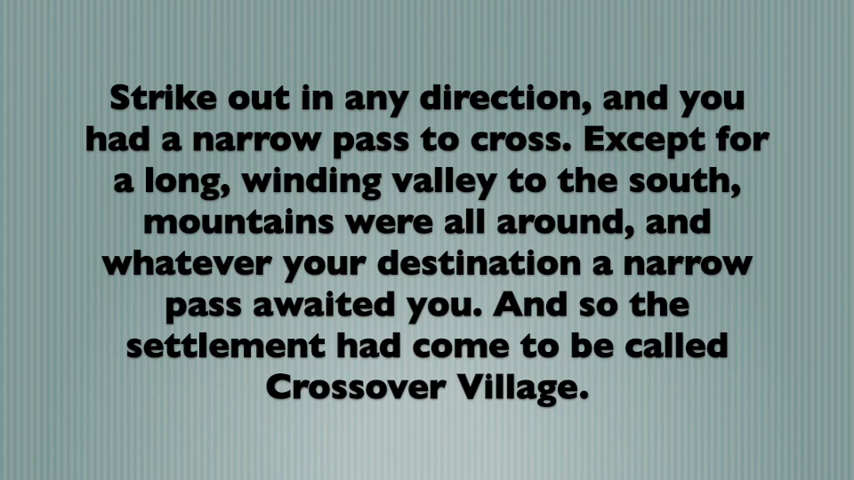 Strike out in any direction, and you
had a narrow pass to cross. Except for
a long, winding valley to the south,
mountains were all around, and
whatever your destination a narrow
pass awaited you. And so the
settlement had come to be called
Crossover Village.